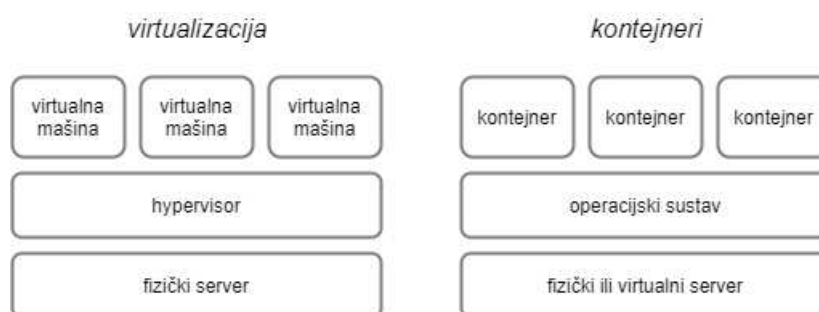 virtualizacija
virtualna
mašina
virtualna
mašina
virtualna
mašina
hypervisor
fizički server
kontejneri
kontejner
kontejner
kontejner
operacijski sustav
fizički ili virtualni server